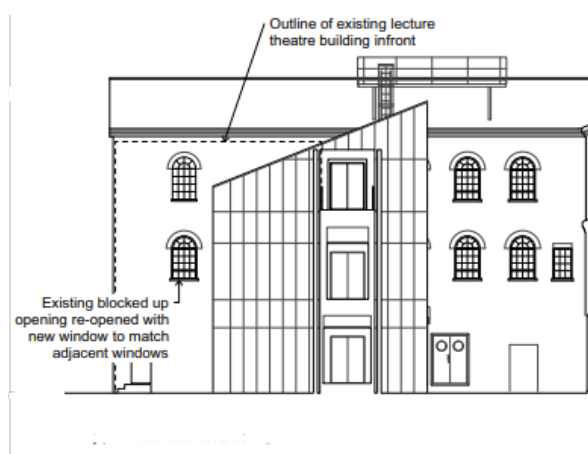 Outline of existing lecture
theatre building infront
Existing blocked up
opening re-opened with
new window to match
adjacent windows